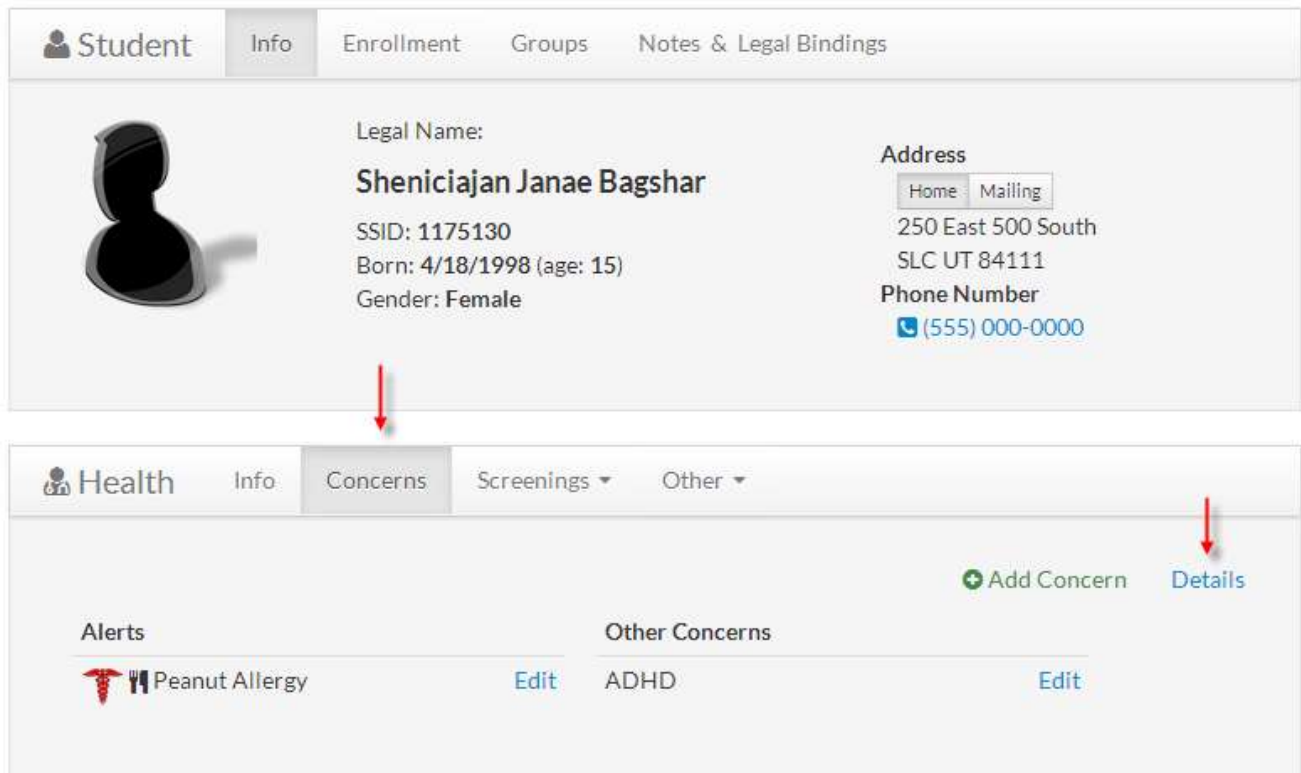 Student Info Enrollment Groups Notes & Legal Bindings
Legal Name:
Sheniciajan Janae Bagshar
SSID: 1175130
Born: 4/18/1998 (age: 15)
Gender: Female
Address
Home Mailing
250 East 500 South
SLC UT 84111
Phone Number
(555) 000-0000
Health Info Concerns Screenings Other
Add Concern Details
Alerts Other Concerns
Peanut Allergy Edit ADHD Edit